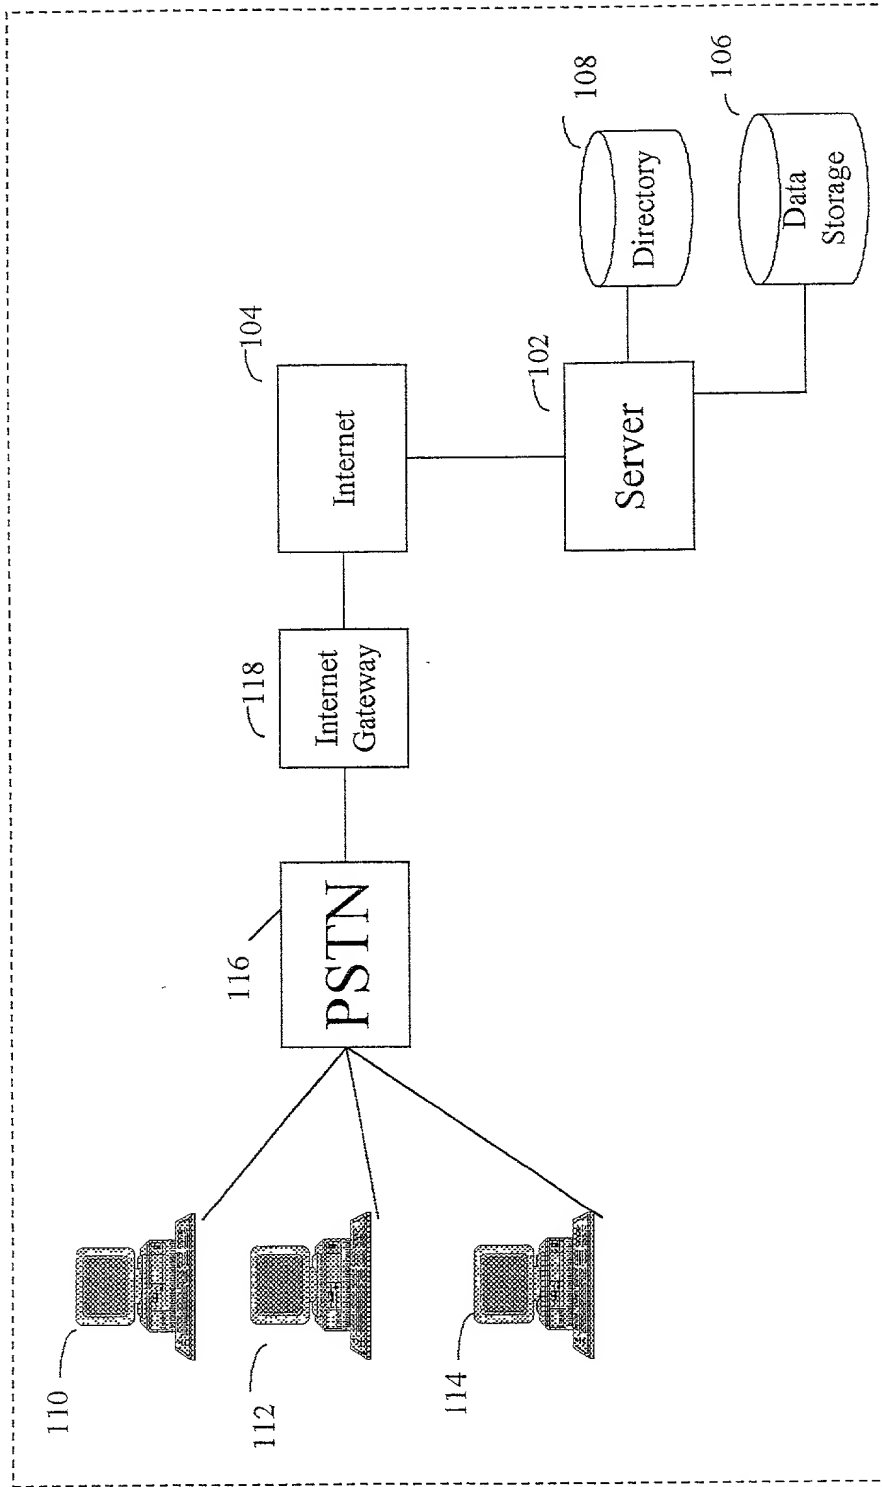 110
112
114
116
PSTN
118
Internet
Gateway
104
Internet
102
Server
108
Directory
106
Data
Storage